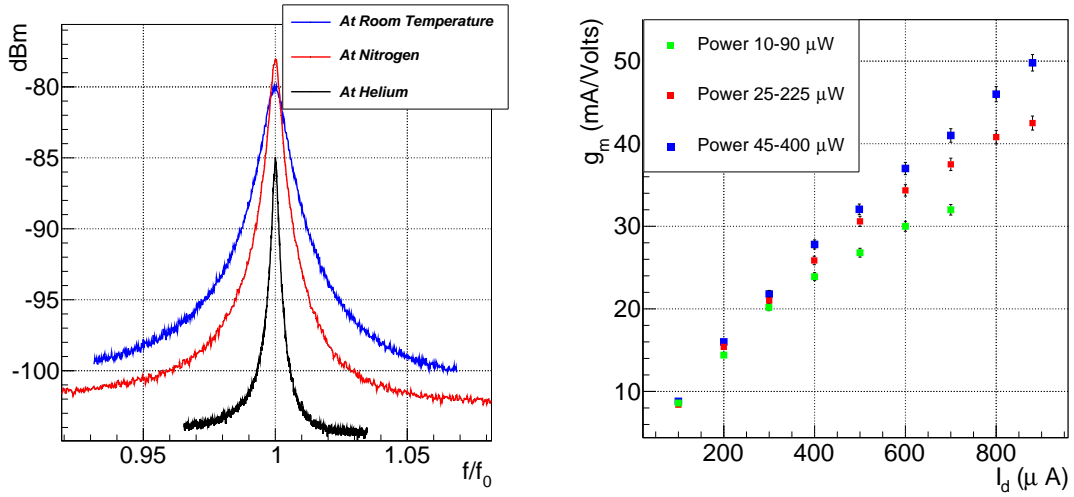 dBm
At Room Temperature
At Nitrogen
At Helium
-80
-85
-90
-95
-100
0.95
1
1.05
f/f0
gm (mA/Volts)
Power 10-90 μW
Power 25-225 μW
Power 45-400 μW
50
40
30
20
10
200
400
600
800
Id (μ A)